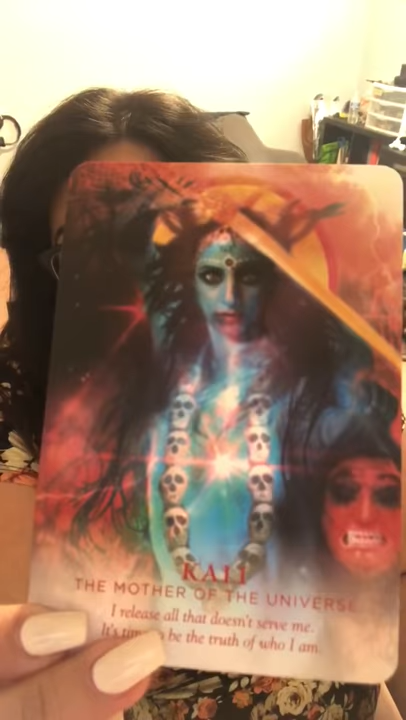 KALI
THE MOTHER OF THE UNIVERSE
I release all that doesn't serve me.
It's time to be the truth of who I am.